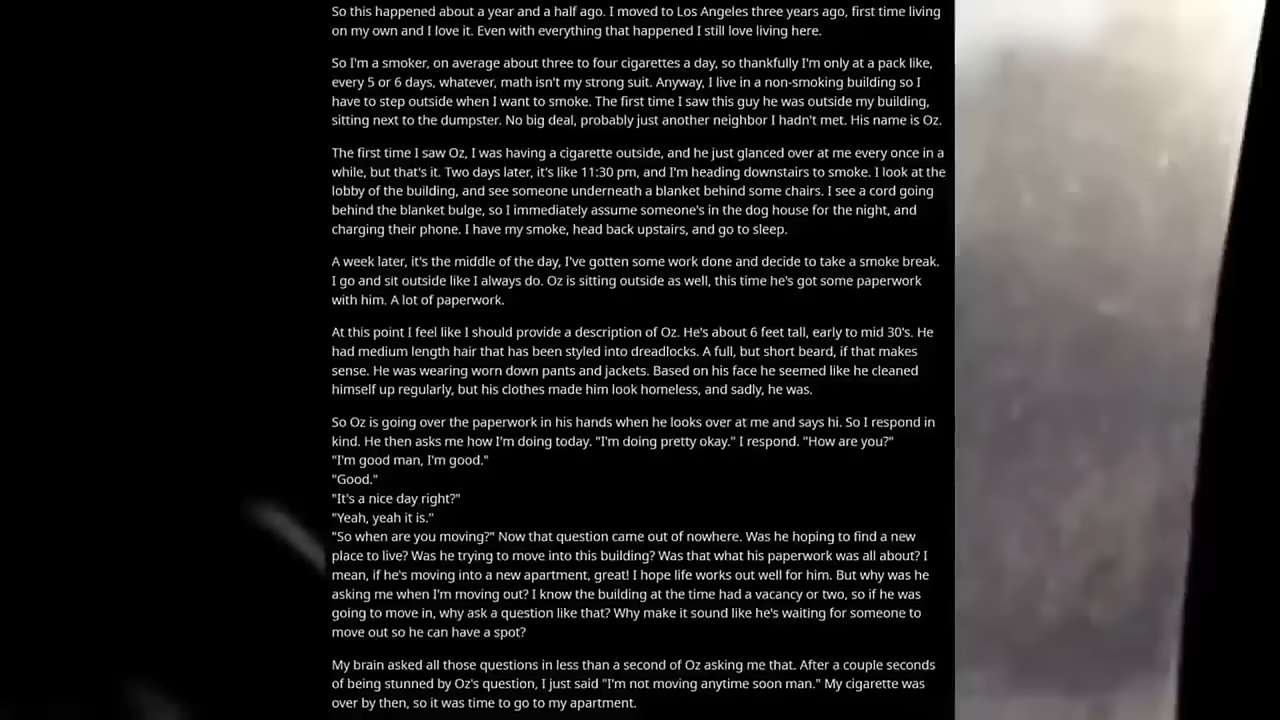 So this happened about a year and a half ago. I moved to Los Angeles three years ago, first time living
on my own and I love it. Even with everything that happened I still love living here.
So I'm a smoker, on average about three to four cigarettes a day, so thankfully I'm only at a pack like,
every 5 or 6 days, whatever, math isn't my strong suit. Anyway, I live in a non-smoking building so I
have to step outside when I want to smoke. The first time I saw this guy he was outside my building,
sitting next to the dumpster. No big deal, probably just another neighbor I hadn't met. His name is Oz.
The first time I saw Oz, I was having a cigarette outside, and he just glanced over at me every once in a
while, but that's it. Two days later, it's like 11:30 pm, and I'm heading downstairs to smoke. I look at the
lobby of the building, and see someone underneath a blanket behind some chairs. I see a cord going
behind the blanket bulge, so I immediately assume someone's in the dog house for the night, and
charging their phone. I have my smoke, head back upstairs, and go to sleep.
A week later, it's the middle of the day, I've gotten some work done and decide to take a smoke break.
I go and sit outside like I always do. Oz is sitting outside as well, this time he's got some paperwork
with him. A lot of paperwork.
At this point I feel like I should provide a description of Oz. He's about 6 feet tall, early to mid 30's. He
had medium length hair that has been styled into dreadlocks. A full, but short beard, if that makes
sense. He was wearing worn down pants and jackets. Based on his face he seemed like he cleaned
himself up regularly, but his clothes made him look homeless, and sadly, he was.
So Oz is going over the paperwork in his hands when he looks over at me and says hi. So I respond in
kind. He then asks me how I'm doing today. "I'm doing pretty okay." I respond. "How are you?"
"I'm good man, I'm good."
"Good."
"It's a nice day right?"
"Yeah, yeah it is."
"So when are you moving?" Now that question came out of nowhere. Was he hoping to find a new
place to live? Was he trying to move into this building? Was that what his paperwork was all about? I
mean, if he's moving into a new apartment, great! I hope life works out well for him. But why was he
asking me when I'm moving out? I know the building at the time had a vacancy or two, so if he was
going to move in, why ask a question like that? Why make it sound like he's waiting for someone to
move out so he can have a spot?
My brain asked all those questions in less than a second of Oz asking me that. After a couple seconds
of being stunned by Oz's question, I just said "I'm not moving anytime soon man." My cigarette was
over by then, so it was time to go to my apartment.